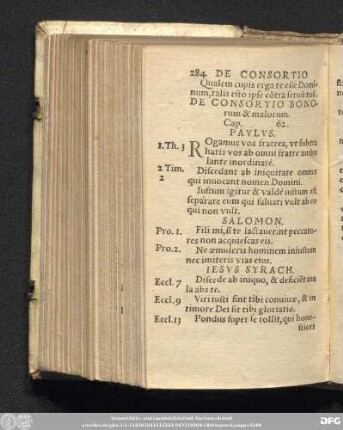 284 DE CONSORTIO
Qualem cupis erga te esse Domi-
num, talis esto ipse cõtra seruũ tuũ.
DE CONSORTIO BONO-
rum & malorum.
Cap. 62.
PAVLVS.
1.Th. 3 ROgamus vos fratres, vt subtra
hatis vos ab omni fratre ambu
lante inordinatè.
2 Tim. 2 Discedant ab iniquitate omnes
qui inuocant nomen Domini.
Iustum igitur & valdè iustum est
separare eum qui saluari vult ab eo
qui non vult.
SALOMON.
Pro.1. Fili mi, si te lactauerint peccato-
res non acquiescas eis.
Pro.2. Ne æmuleris hominem iniustum
nec imiteris vias eius.
IESVS SYRACH.
Eccl. 7 Discede ab iniquo, & deficiẽt ma
la abs te.
Eccl.9 Viri iusti sint tibi conuiuæ, & in
timore Dei sit tibi gloriatio.
Eccl.13 Pondus super se tollit, qui hone-
stiori